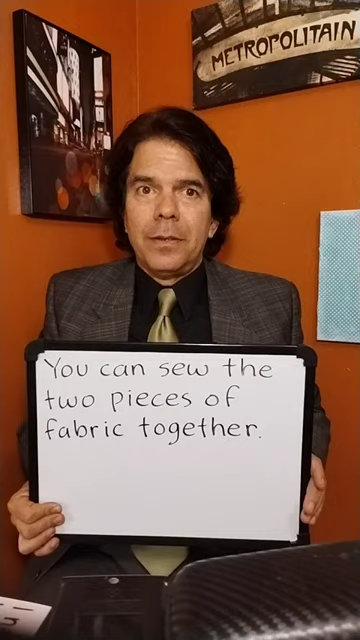 METROPOLITAIN
You can sew the
two pieces of
fabric together.